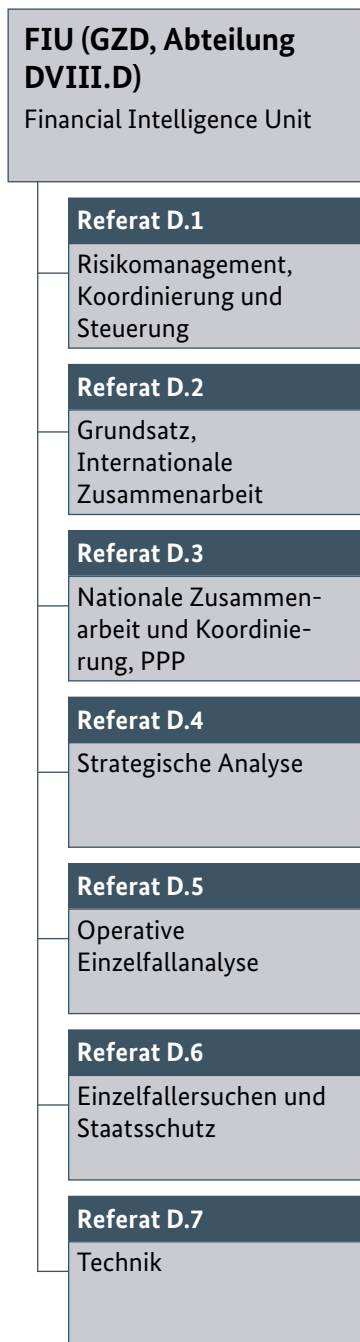 FIU (GZD, Abteilung
DVIII.D)
Financial Intelligence Unit
Referat D.1
Risikomanagement,
Koordinierung und
Steuerung
Referat D.2
Grundsatz,
Internationale
Zusammenarbeit
Referat D.3
Nationale Zusammen-
arbeit und Koordinie-
rung, PPP
Referat D.4
Strategische Analyse
Referat D.5
Operative
Einzelfallanalyse
Referat D.6
Einzelfallersuchen und
Staatsschutz
Referat D.7
Technik